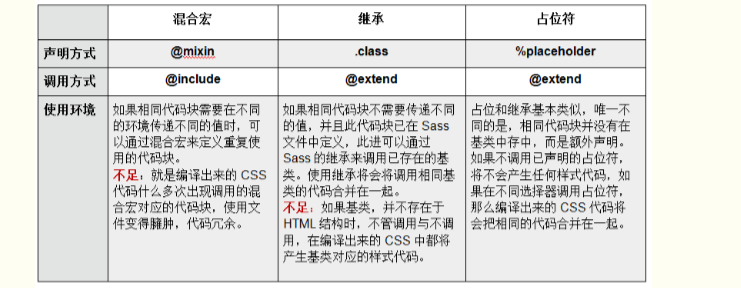 混合宏 继承 占位符
声明方式 @mixin .class %placeholder
调用方式 @include @extend @extend
使用环境
如果相同代码块需要在不同
的环境传递不同的值时，可
以通过混合宏来定义重复使
用的代码块。
不足：就是编译出来的 CSS
代码什么多次出现调用的混
合宏对应的代码块，使用文
件变得臃肿，代码冗余。
如果相同代码块不需要传递不同
的值，并且此代码块已在 Sass
文件中定义，此进可以通过
Sass 的继承来调用已存在的基
类。使用继承将会将调用相同基
类的代码合并在一起。
不足：如果基类，并不存在于
HTML 结构时，不管调用与不调
用，在编译出来的 CSS 中都将
产生基类对应的样式代码。
占位和继承基本类似，唯一不
同的是，相同代码块并没有在
基类中存中，而是额外声明。
如果不调用已声明的占位符，
将不会产生任何样式代码，如
果在不同选择器调用占位符，
那么编译出来的 CSS 代码将
会把相同的代码合并在一起。